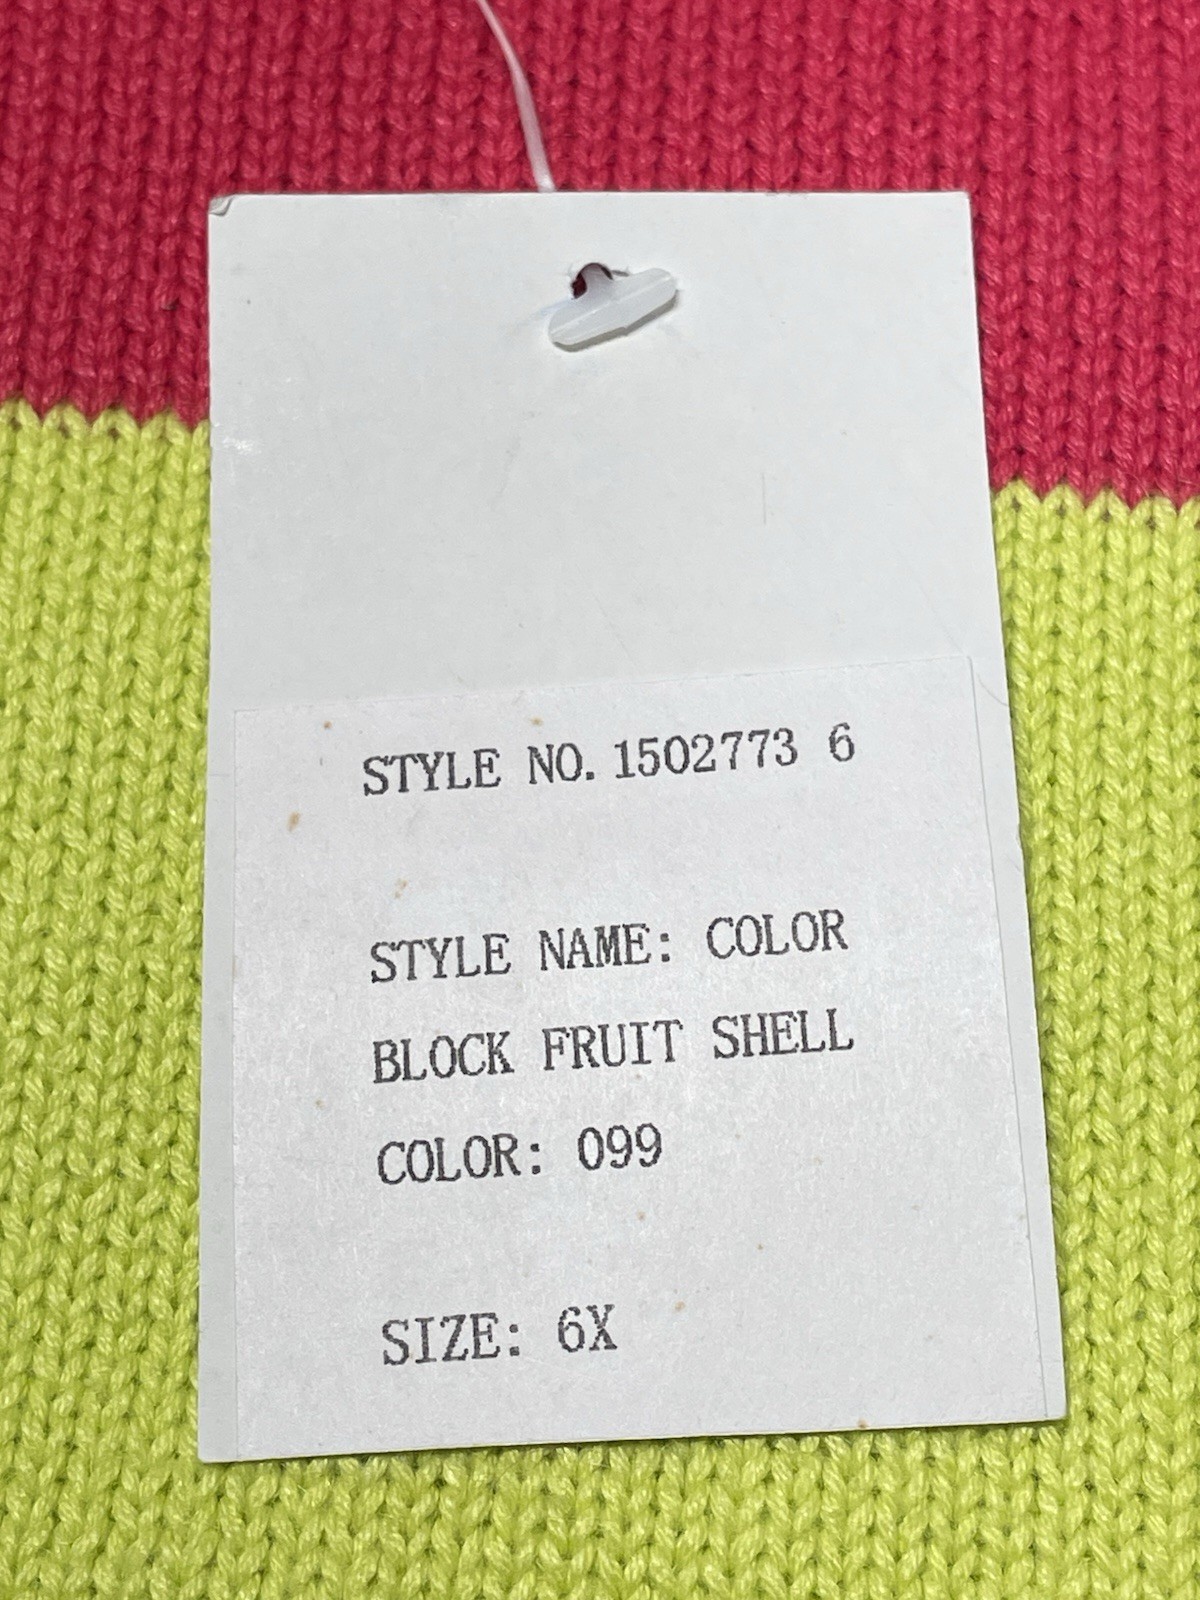 STYLE NO. 1502773 6
STYLE NAME: COLOR
BLOCK FRUIT SHELL
COLOR: 099
SIZE: 6X